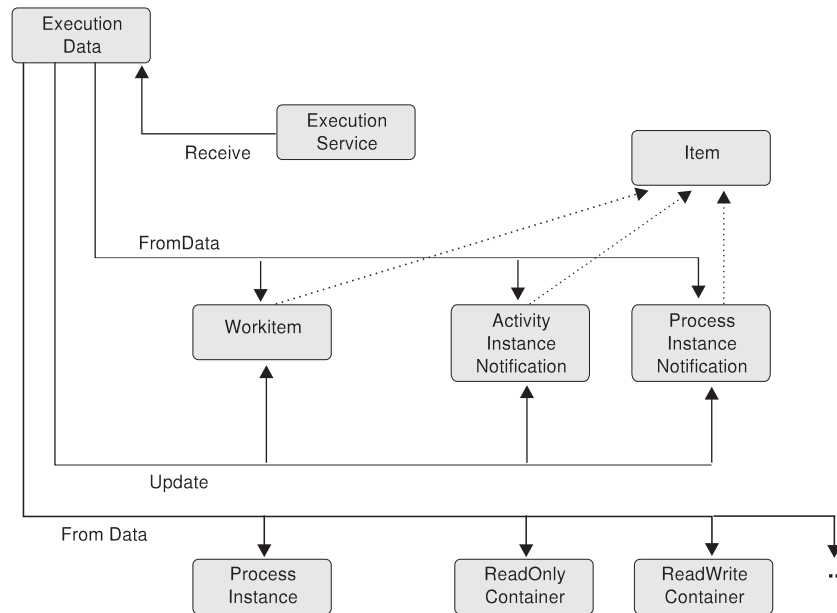 Execution
Data
Execution
Service
Receive
Item
FromData
Workitem
Activity
Instance
Notification
Process
Instance
Notification
Update
From Data
Process
Instance
ReadOnly
Container
ReadWrite
Container
..